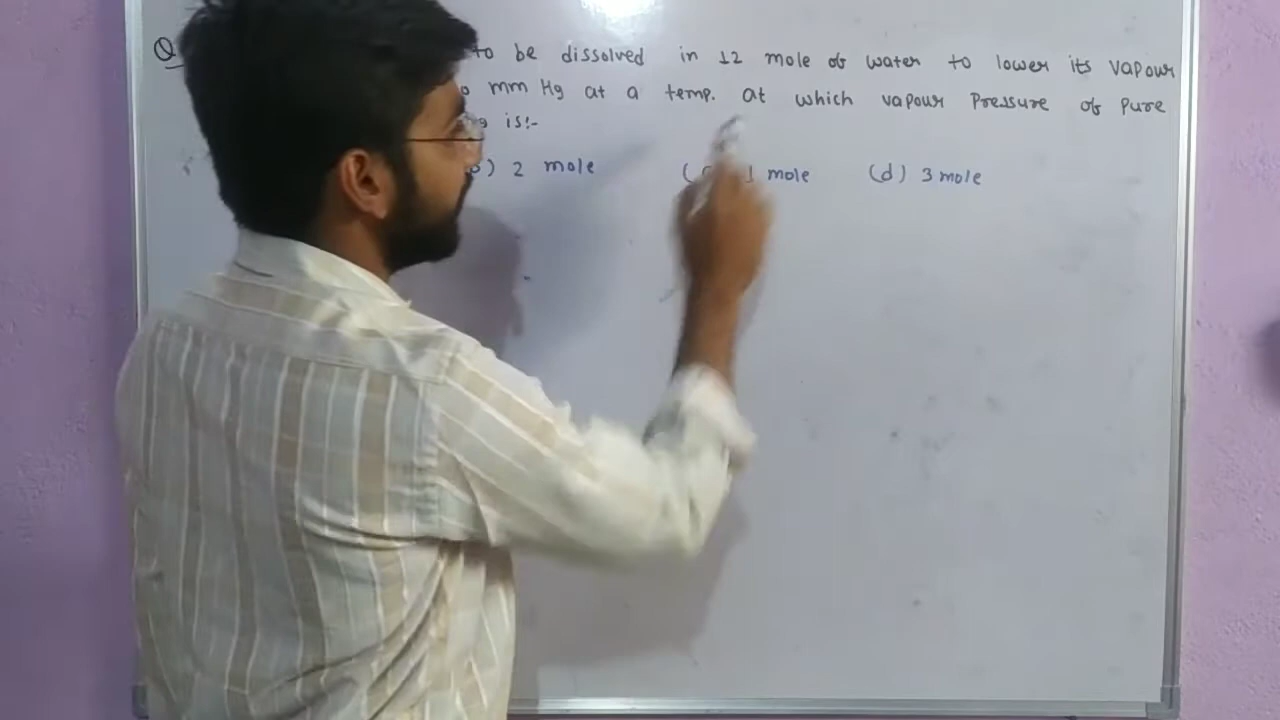 Q to be dissolved in 12 mole of water to lower its vapour
mm Hg at a temp. at which vapour Pressure of pure
is:-
) 2 mole ( 1 mole (d) 3 mole